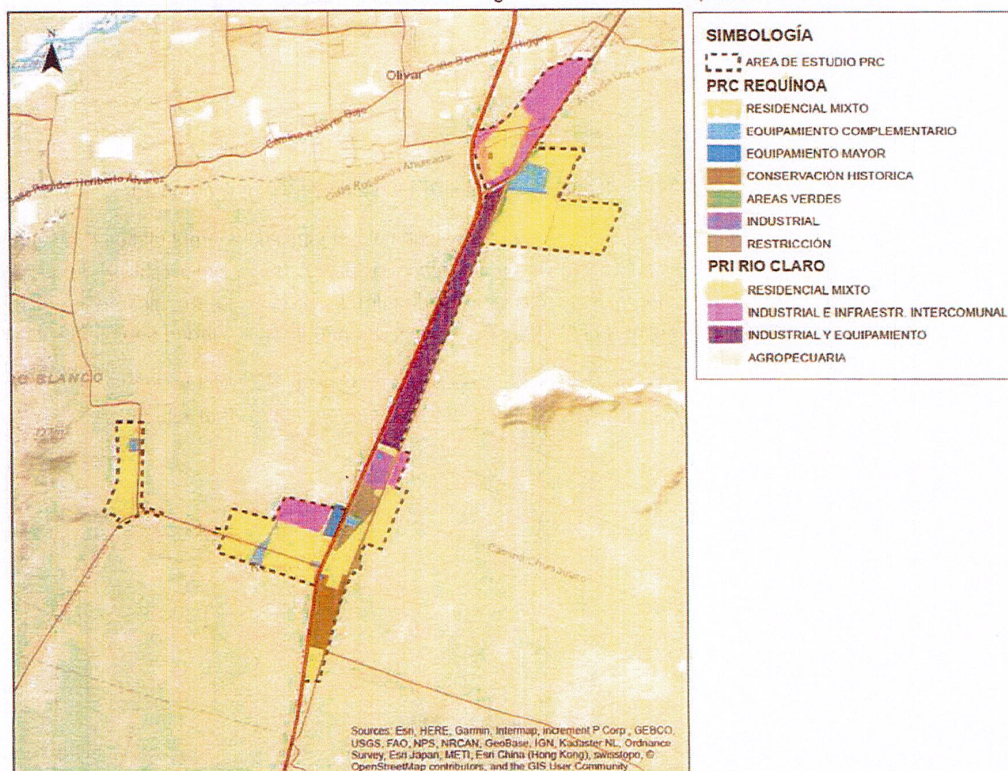 SIMBOLOGÍA
AREA DE ESTUDIO PRC
PRC REQUÍNOA
RESIDENCIAL MIXTO
EQUIPAMIENTO COMPLEMENTARIO
EQUIPAMIENTO MAYOR
CONSERVACIÓN HISTORICA
AREAS VERDES
INDUSTRIAL
RESTRICCIÓN
PRI RIO CLARO
RESIDENCIAL MIXTO
INDUSTRIAL E INFRAESTR. INTERCOMUNAL
INDUSTRIAL Y EQUIPAMIENTO
AGROPECUARIA
N
Olivar
Heriberto Álvarez
BLANCO
Sources: Esri, HERE, Garmin, Intermap, increment P Corp., GEBCO,
USGS, FAO, NPS, NRCAN, GeoBase, IGN, Kadaster NL, Ordnance
Survey, Esri Japan, METI, Esri China (Hong Kong), swisstopo, ©
OpenStreetMap contributors, and the GIS User Community